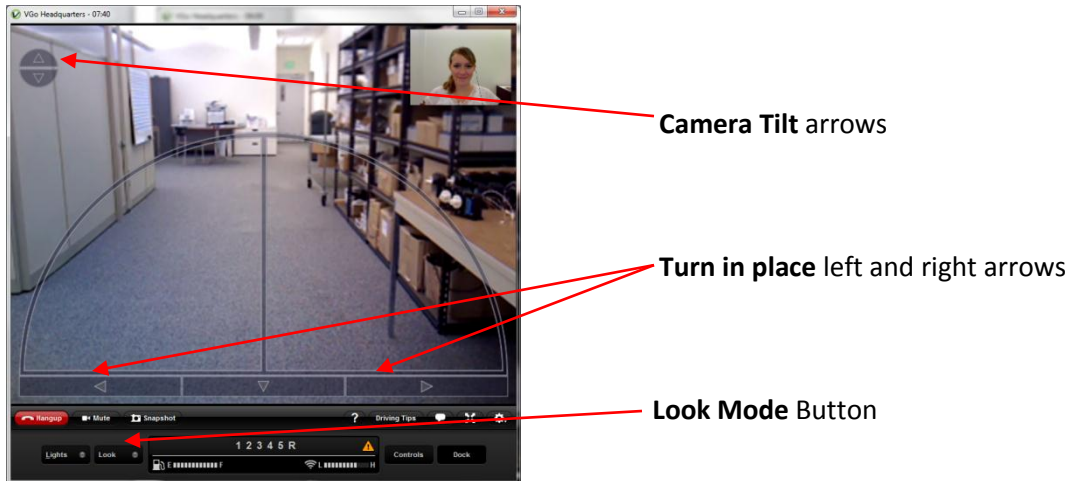 VGo Headquarters - 07:40
Camera Tilt arrows
Turn in place left and right arrows
Hangup Mute Snapshot ? Driving Tips
Look Mode Button
Lights Look 1 2 3 4 5 R Controls Dock
E F L H